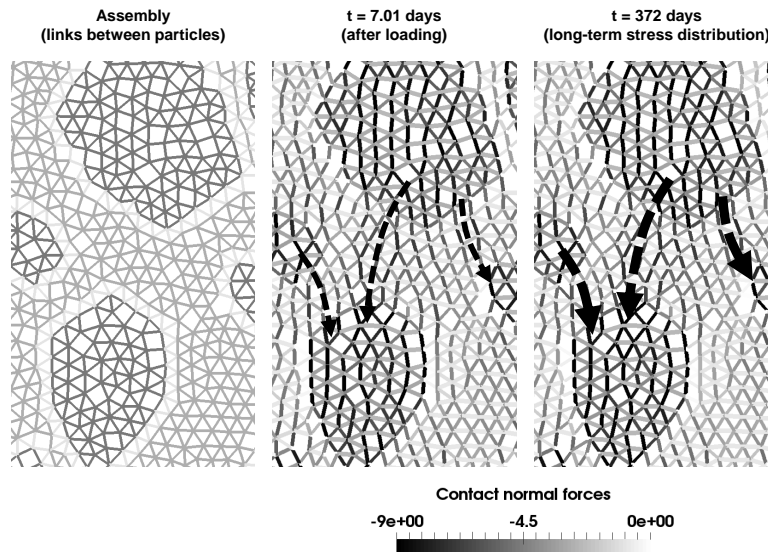 Assembly
(links between particles)
t = 7.01 days
(after loading)
t = 372 days
(long-term stress distribution)
Contact normal forces
-9e+00 -4.5 0e+00